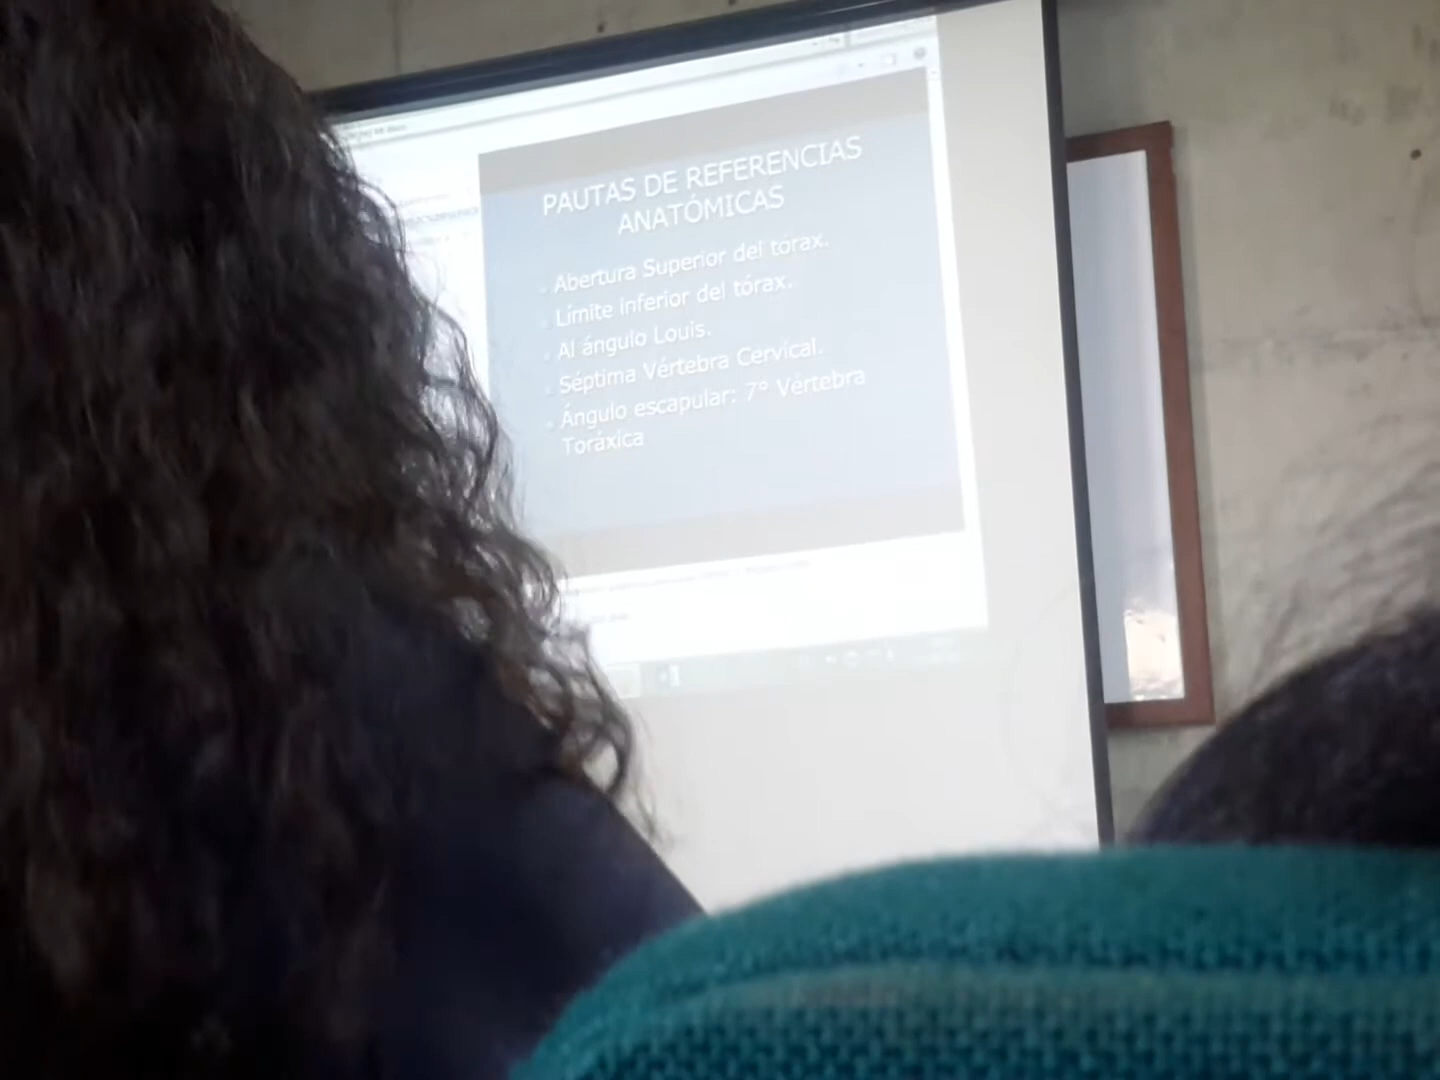 PAUTAS DE REFERENCIAS
ANATÓMICAS
Abertura Superior del tórax.
Límite inferior del tórax.
Al ángulo Louis.
Séptima Vértebra Cervical.
Ángulo escapular: 7° Vértebra
Toráxica